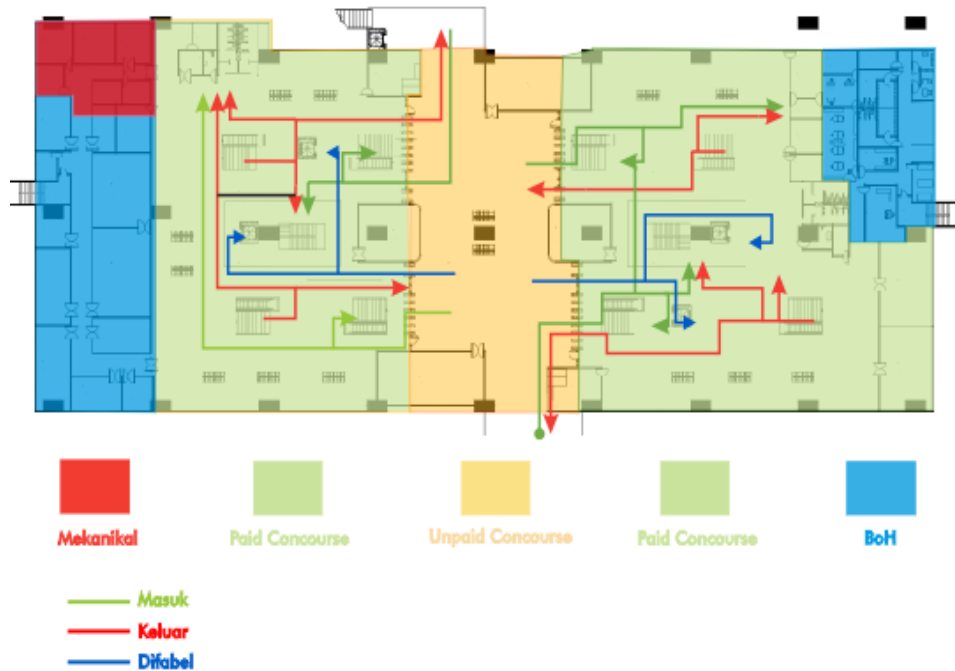 Mekanikal
Paid Concourse
Unpaid Concourse
Paid Concourse
BoH
Masuk
Keluar
Difabel